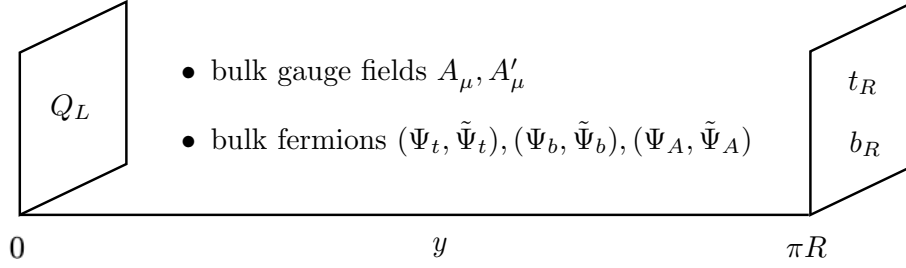 • bulk gauge fields A_μ, A'_μ
t_R
Q_L
• bulk fermions (Ψ_t, Ψ̃_t), (Ψ_b, Ψ̃_b), (Ψ_A, Ψ̃_A)
b_R
0
y
πR